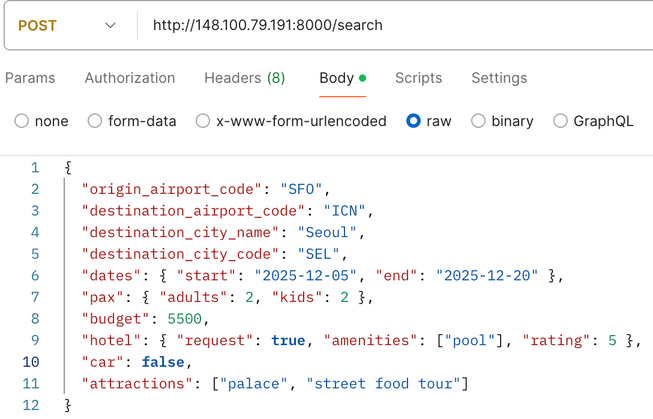 POST http://148.100.79.191:8000/search
Params Authorization Headers (8) Body Scripts Settings
none form-data x-www-form-urlencoded raw binary GraphQL
1 {
2 "origin_airport_code": "SFO",
3 "destination_airport_code": "ICN",
4 "destination_city_name": "Seoul",
5 "destination_city_code": "SEL",
6 "dates": { "start": "2025-12-05", "end": "2025-12-20" },
7 "pax": { "adults": 2, "kids": 2 },
8 "budget": 5500,
9 "hotel": { "request": true, "amenities": ["pool"], "rating": 5 },
10 "car": false,
11 "attractions": ["palace", "street food tour"]
12 }